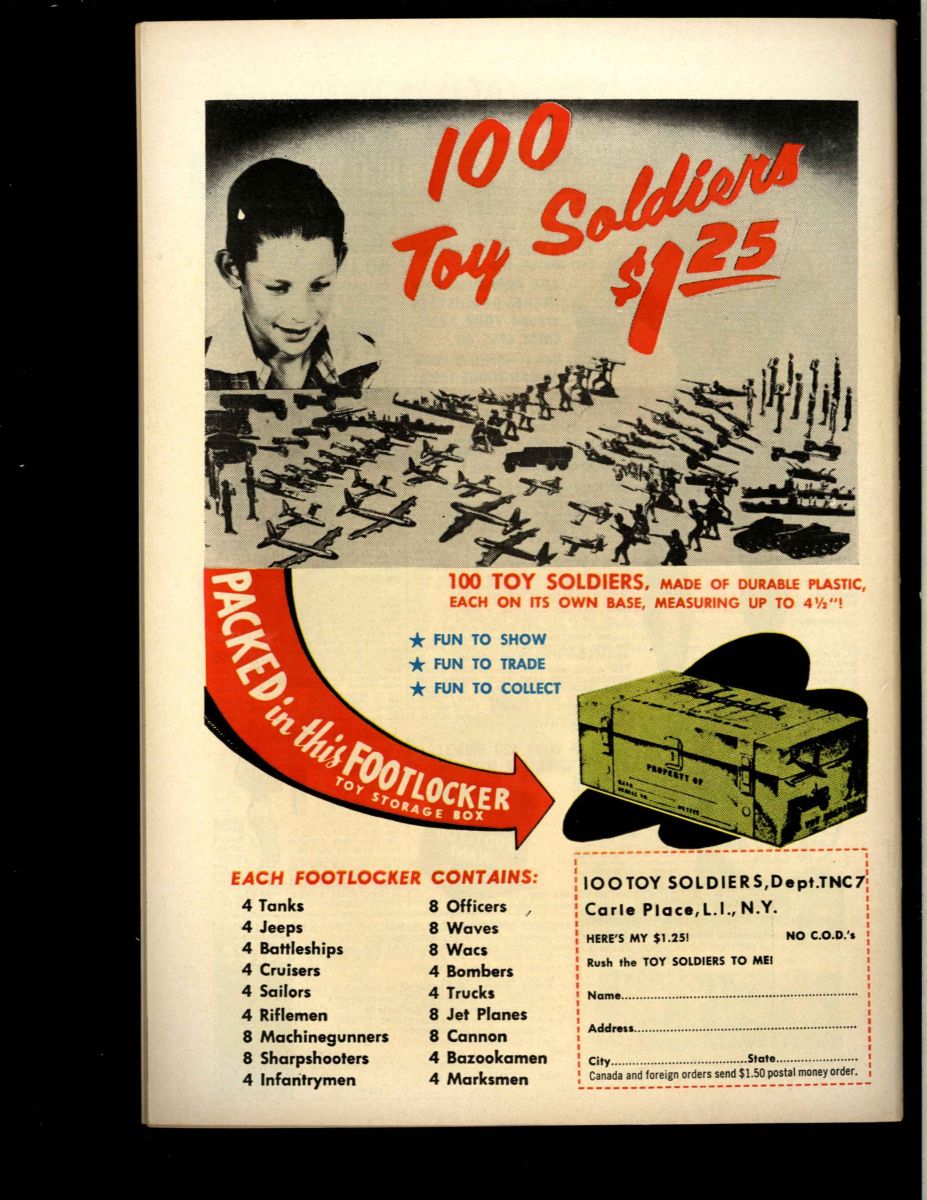 100
Toy Soldiers
$1.25
100 TOY SOLDIERS, MADE OF DURABLE PLASTIC,
EACH ON ITS OWN BASE, MEASURING UP TO 4½"!
★ FUN TO SHOW
★ FUN TO TRADE
★ FUN TO COLLECT
PACKED in this FOOTLOCKER
TOY STORAGE BOX
PROPERTY OF
EACH FOOTLOCKER CONTAINS:
4 Tanks
4 Jeeps
4 Battleships
4 Cruisers
4 Sailors
4 Riflemen
8 Machinegunners
8 Sharpshooters
4 Infantrymen
8 Officers
8 Waves
8 Wacs
4 Bombers
4 Trucks
8 Jet Planes
8 Cannon
4 Bazookamen
4 Marksmen
100 TOY SOLDIERS, Dept. TNC7
Carle Place, L.I., N.Y.
HERE'S MY $1.25! NO C.O.D.'s
Rush the TOY SOLDIERS TO ME!
Name
Address
City State
Canada and foreign orders send $1.50 postal money order.